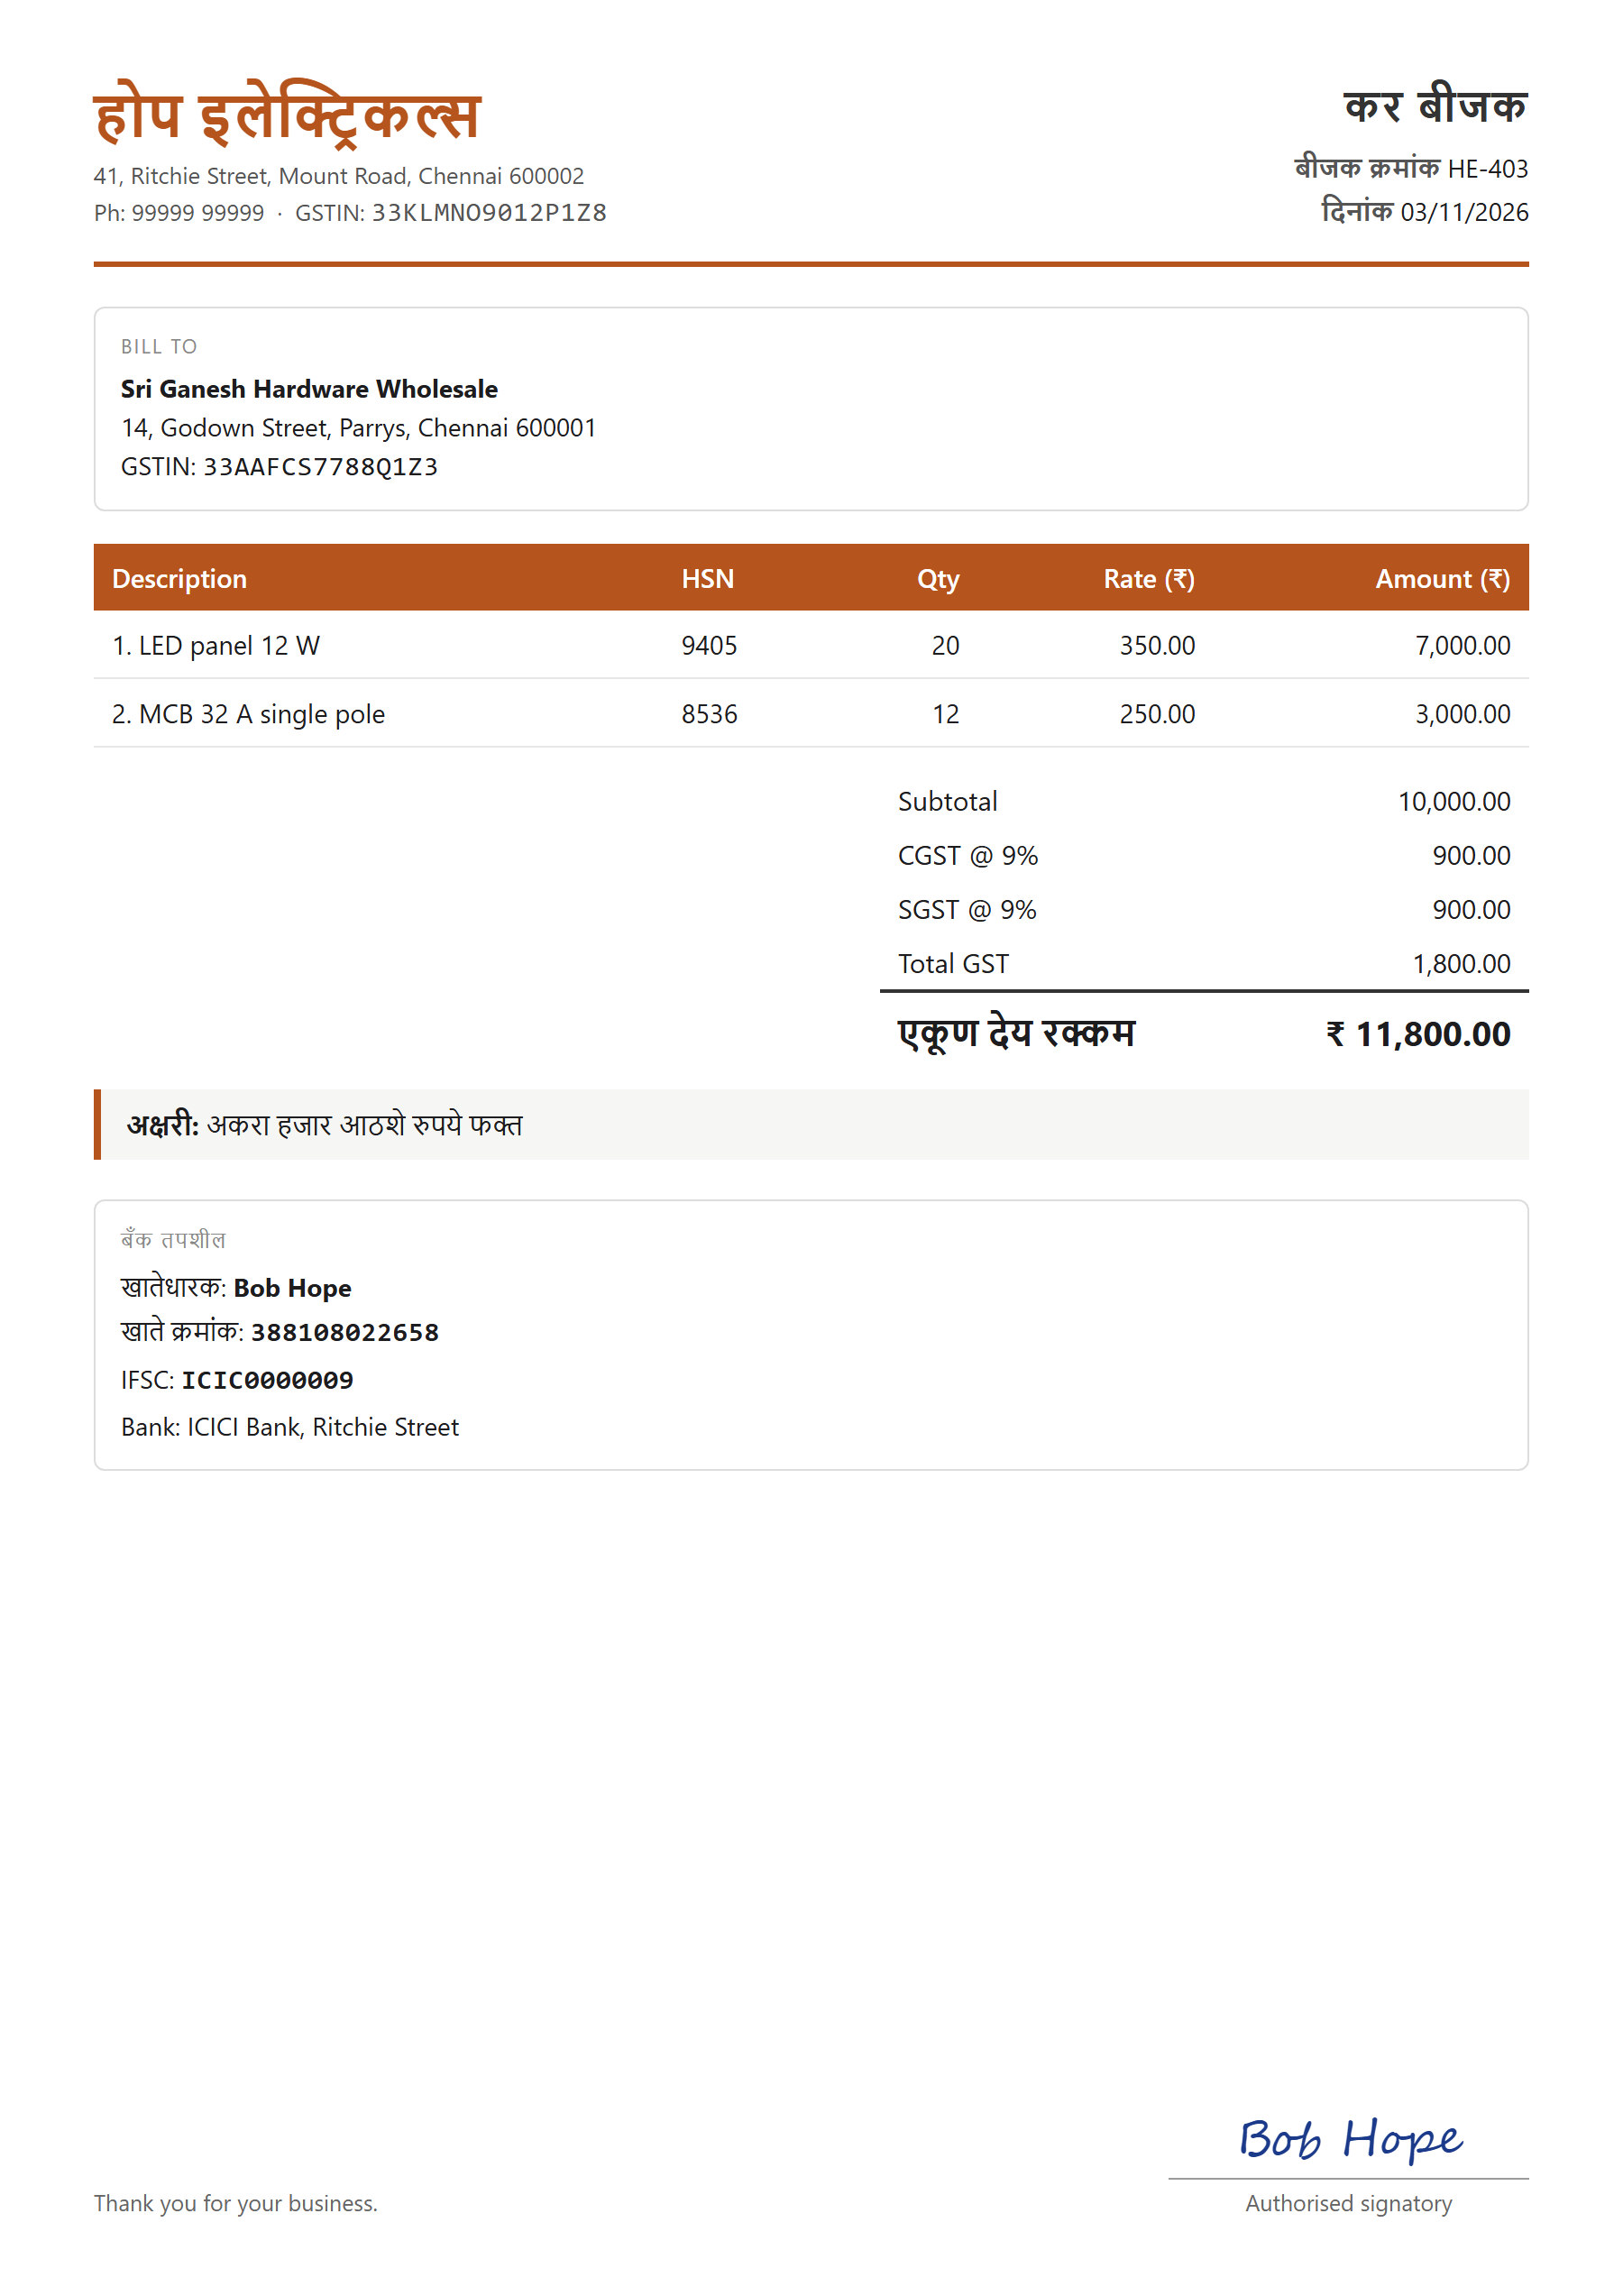 होप इलेक्ट्रिकल्स
41, Ritchie Street, Mount Road, Chennai 600002
Ph: 99999 99999 · GSTIN: 33KLMNO9012P1Z8
कर बीजक
बीजक क्रमांक HE-403
दिनांक 03/11/2026
BILL TO
Sri Ganesh Hardware Wholesale
14, Godown Street, Parrys, Chennai 600001
GSTIN: 33AAFCS7788Q1Z3
Description HSN Qty Rate (₹) Amount (₹)
1. LED panel 12 W 9405 20 350.00 7,000.00
2. MCB 32 A single pole 8536 12 250.00 3,000.00
Subtotal 10,000.00
CGST @ 9% 900.00
SGST @ 9% 900.00
Total GST 1,800.00
एकूण देय रक्कम ₹ 11,800.00
अक्षरी: अकरा हजार आठशे रुपये फक्त
बँक तपशील
खातेधारक: Bob Hope
खाते क्रमांक: 388108022658
IFSC: ICIC0000009
Bank: ICICI Bank, Ritchie Street
Bob Hope
Thank you for your business.
Authorised signatory